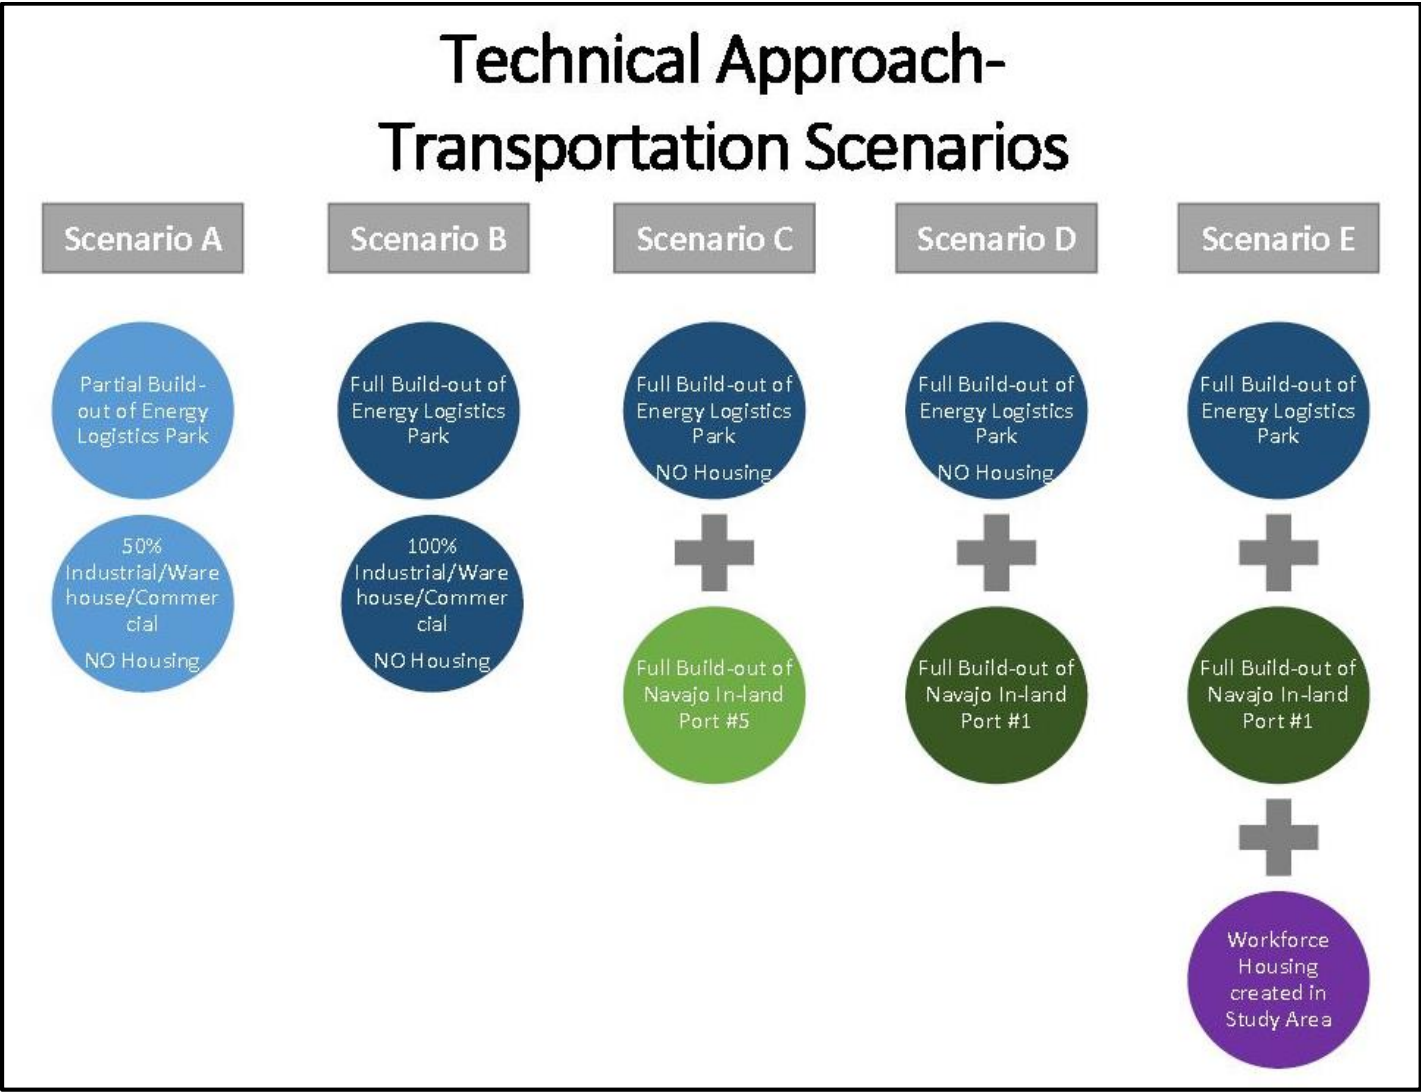 Technical Approach-
Transportation Scenarios
Scenario A
Scenario B
Scenario C
Scenario D
Scenario E
Partial Build-
out of Energy
Logistics Park
50%
Industrial/Ware
house/Commer
cial
NO Housing
Full Build-out of
Energy Logistics
Park
100%
Industrial/Ware
house/Commer
cial
NO Housing
Full Build-out of
Energy Logistics
Park
NO Housing
Full Build-out of
Navajo In-land
Port #5
Full Build-out of
Energy Logistics
Park
NO Housing
Full Build-out of
Navajo In-land
Port #1
Full Build-out of
Energy Logistics
Park
Full Build-out of
Navajo In-land
Port #1
Workforce
Housing
created in
Study Area